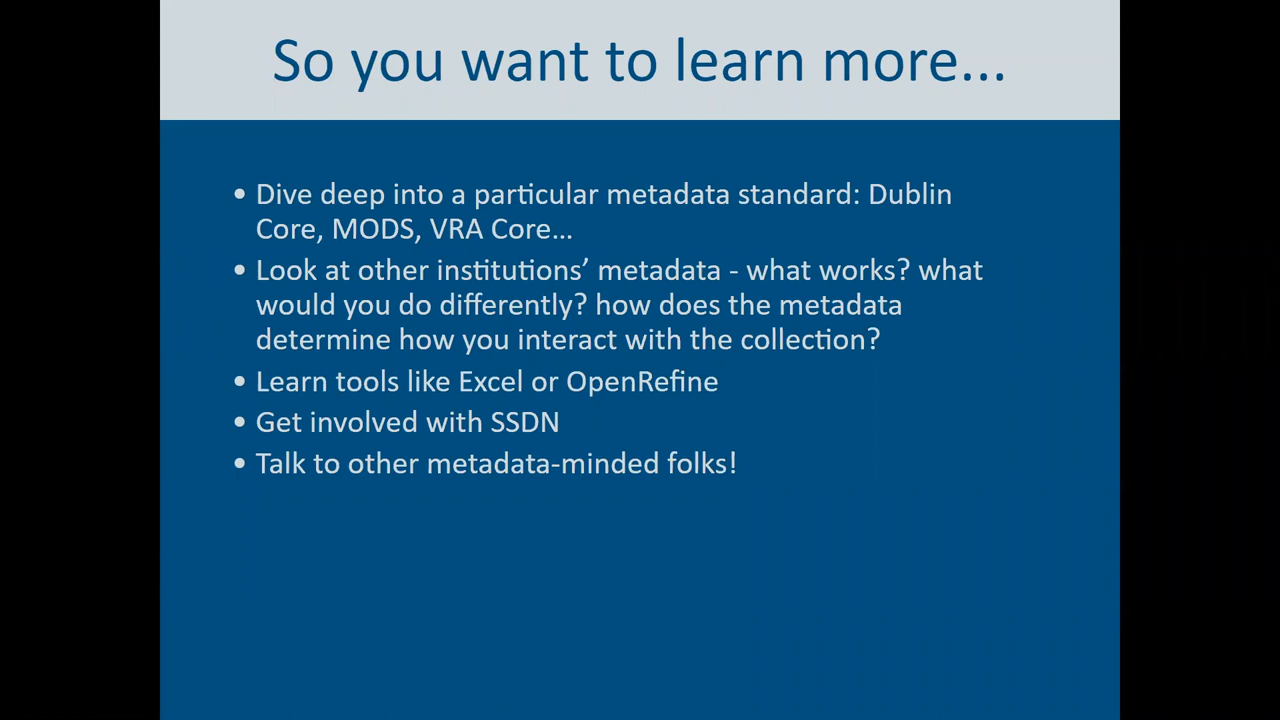 So you want to learn more...
• Dive deep into a particular metadata standard: Dublin
Core, MODS, VRA Core…
• Look at other institutions’ metadata - what works? what
would you do differently? how does the metadata
determine how you interact with the collection?
• Learn tools like Excel or OpenRefine
• Get involved with SSDN
• Talk to other metadata-minded folks!